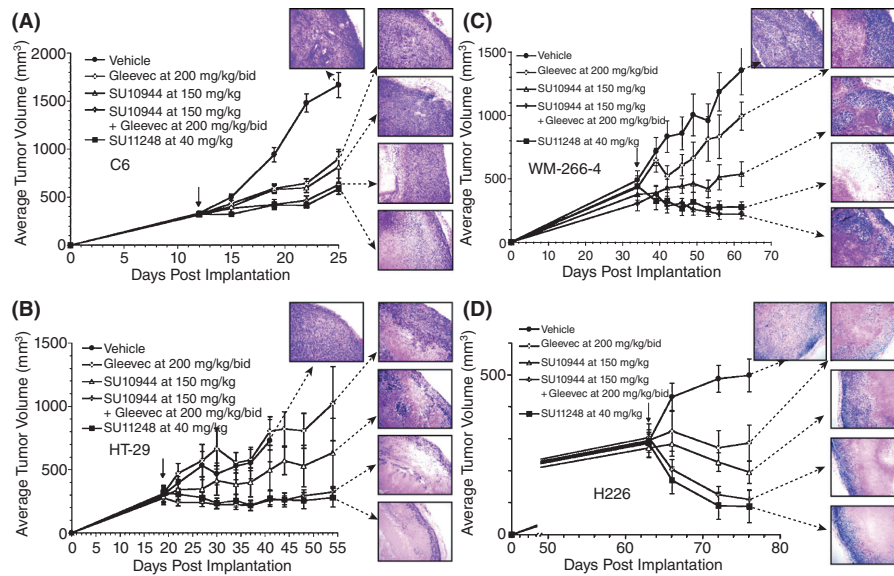 (A)
Average Tumor Volume (mm³)
2000
1500
1000
500
0
Vehicle
Gleevec at 200 mg/kg/bid
SU10944 at 150 mg/kg
SU10944 at 150 mg/kg
+ Gleevec at 200 mg/kg/bid
SU11248 at 40 mg/kg
C6
0 5 10 15 20 25
Days Post Implantation
(B)
Average Tumor Volume (mm³)
1500
1000
500
0
Vehicle
Gleevec at 200 mg/kg/bid
SU10944 at 150 mg/kg
SU10944 at 150 mg/kg
+ Gleevec at 200 mg/kg/bid
SU11248 at 40 mg/kg
HT-29
0 5 10 15 20 25 30 35 40 45 50 55
Days Post Implantation
(C)
Average Tumor Volume (mm³)
1500
1000
500
0
Vehicle
Gleevec at 200 mg/kg/bid
SU10944 at 150 mg/kg
SU10944 at 150 mg/kg
+Gleevec at 200 mg/kg/bid
SU11248 at 40 mg/kg
WM-266-4
0 10 20 30 40 50 60 70
Days Post Implantation
(D)
Average Tumor Volume (mm³)
500
0
Vehicle
Gleevec at 200 mg/kg/bid
SU10944 at 150 mg/kg
SU10944 at 150 mg/kg
+Gleevec at 200 mg/kg/bid
SU11248 at 40 mg/kg
H226
0 50 60 70 80
Days Post Implantation